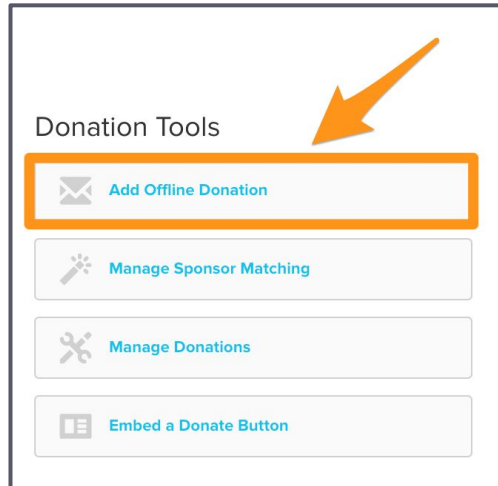 Donation Tools
Add Offline Donation
Manage Sponsor Matching
Manage Donations
Embed a Donate Button